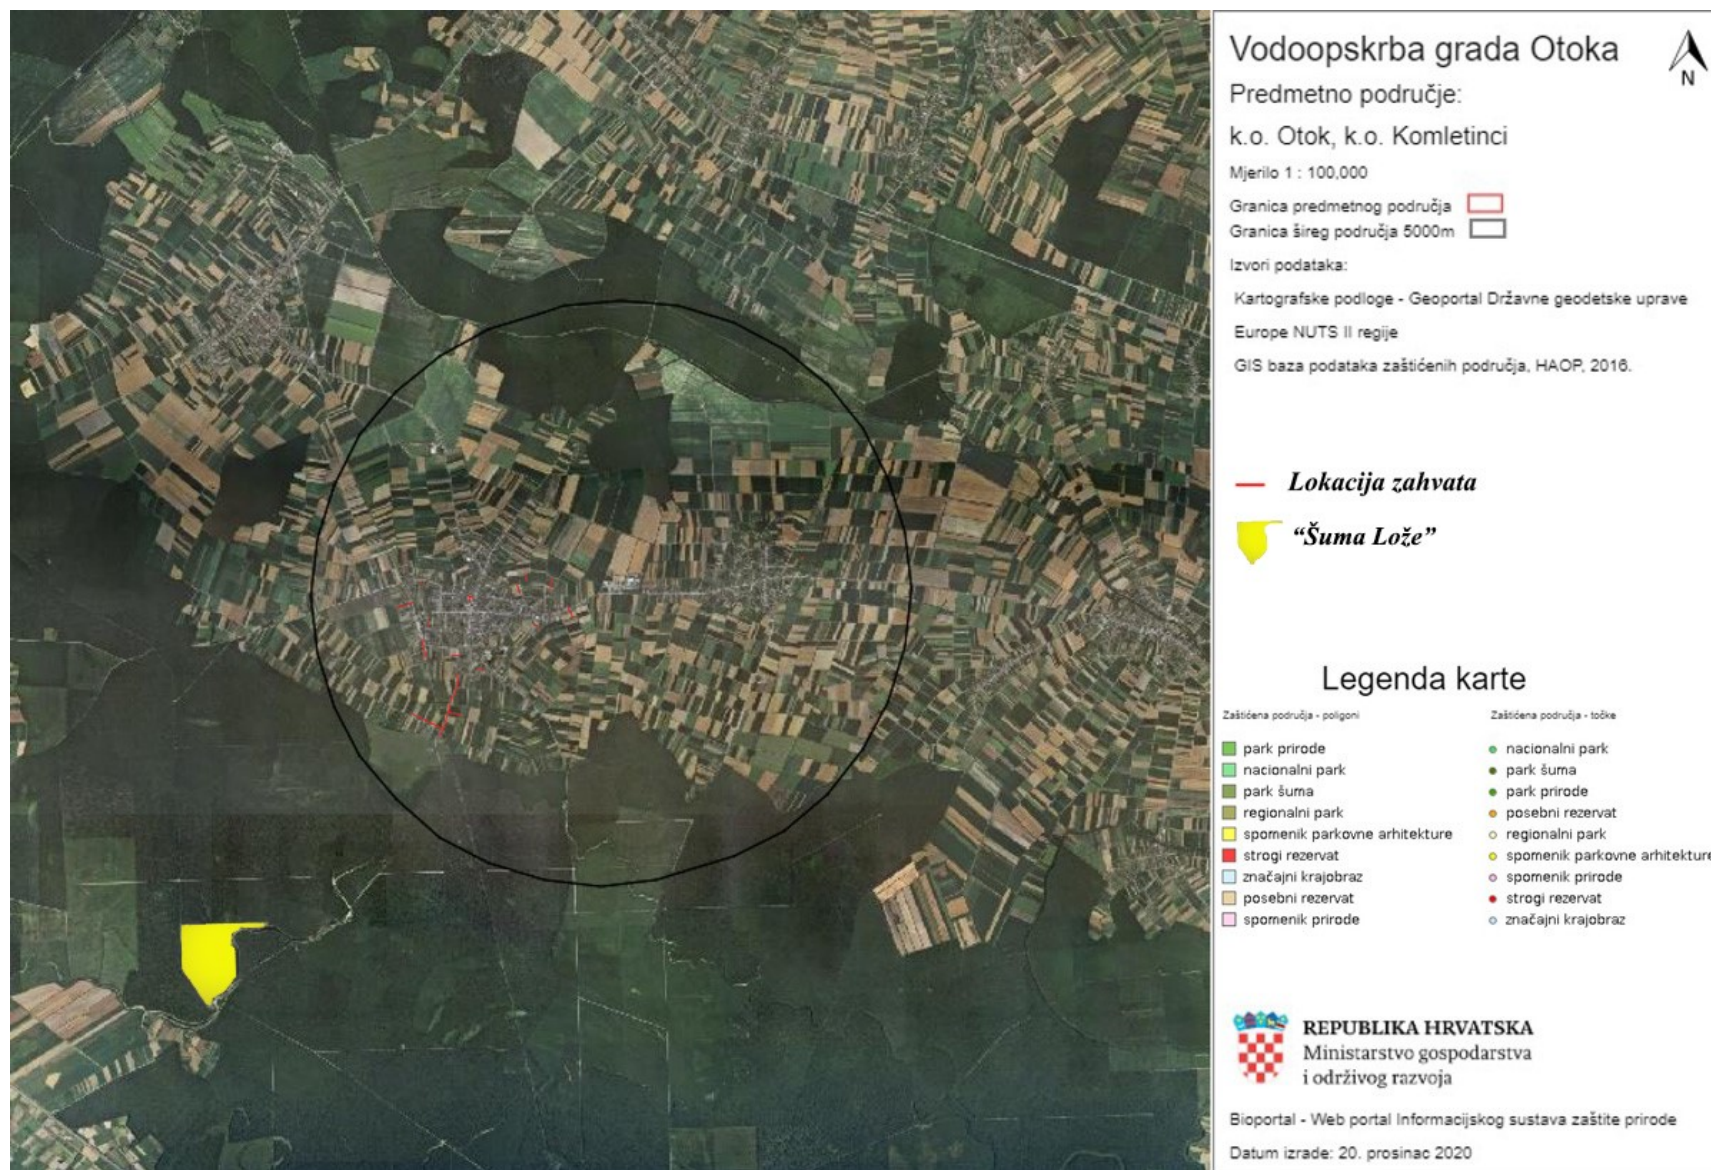 Vodoopskrba grada Otoka
N
Predmetno područje:
k.o. Otok, k.o. Komletinci
Mjerilo 1 : 100,000
Granica predmetnog područja
Granica šireg područja 5000m
Izvori podataka:
Kartografske podloge - Geoportal Državne geodetske uprave
Europe NUTS II regije
GIS baza podataka zaštićenih područja, HAOP, 2016.
Lokacija zahvata
“Šuma Lože”
Legenda karte
Zaštićena područja - poligoni
park prirode
nacionalni park
park šuma
regionalni park
spomenik parkovne arhitekture
strogi rezervat
značajni krajobraz
posebni rezervat
spomenik prirode
Zaštićena područja - točke
nacionalni park
park šuma
park prirode
posebni rezervat
regionalni park
spomenik parkovne arhitekture
spomenik prirode
strogi rezervat
značajni krajobraz
REPUBLIKA HRVATSKA
Ministarstvo gospodarstva
i održivog razvoja
Bioportal - Web portal Informacijskog sustava zaštite prirode
Datum izrade: 20. prosinac 2020